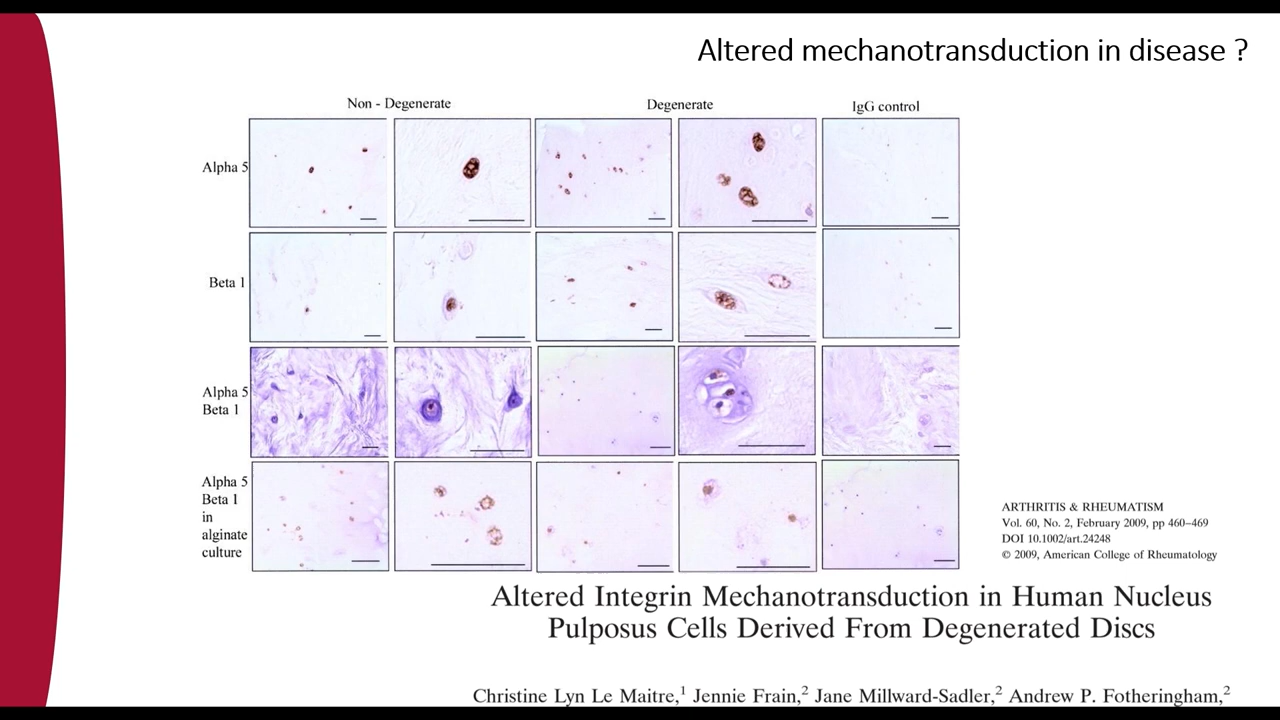 Altered mechanotransduction in disease ?
Non - Degenerate
Degenerate
IgG control
Alpha 5
Beta 1
Alpha 5
Beta 1
Alpha 5
Beta 1
in
alginate
culture
ARTHRITIS & RHEUMATISM
Vol. 60, No. 2, February 2009, pp 460–469
DOI 10.1002/art.24248
© 2009, American College of Rheumatology
Altered Integrin Mechanotransduction in Human Nucleus
Pulposus Cells Derived From Degenerated Discs
Christine Lyn Le Maitre,¹ Jennie Frain,² Jane Millward-Sadler,² Andrew P. Fotheringham,²